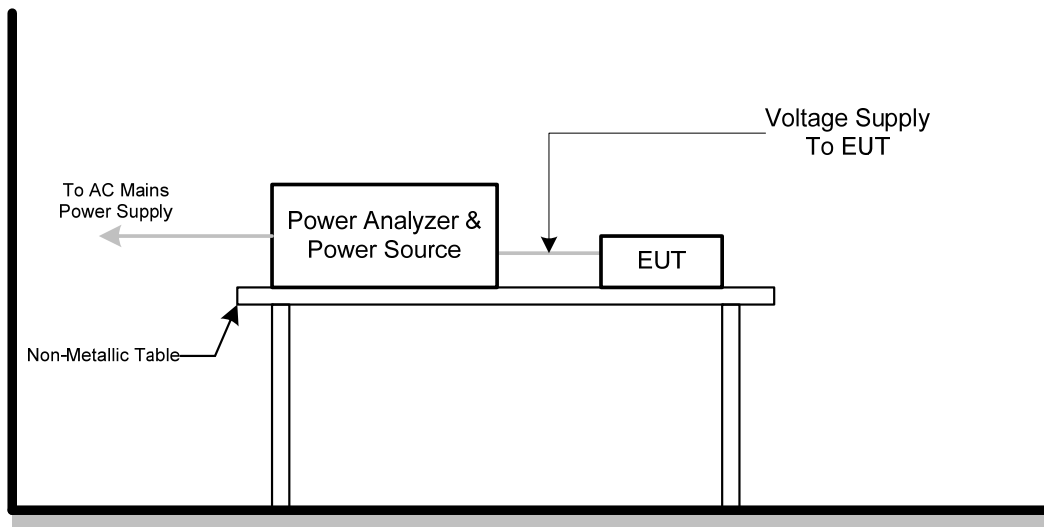 Voltage Supply
To EUT
To AC Mains
Power Supply
Power Analyzer &
Power Source
EUT
Non-Metallic Table